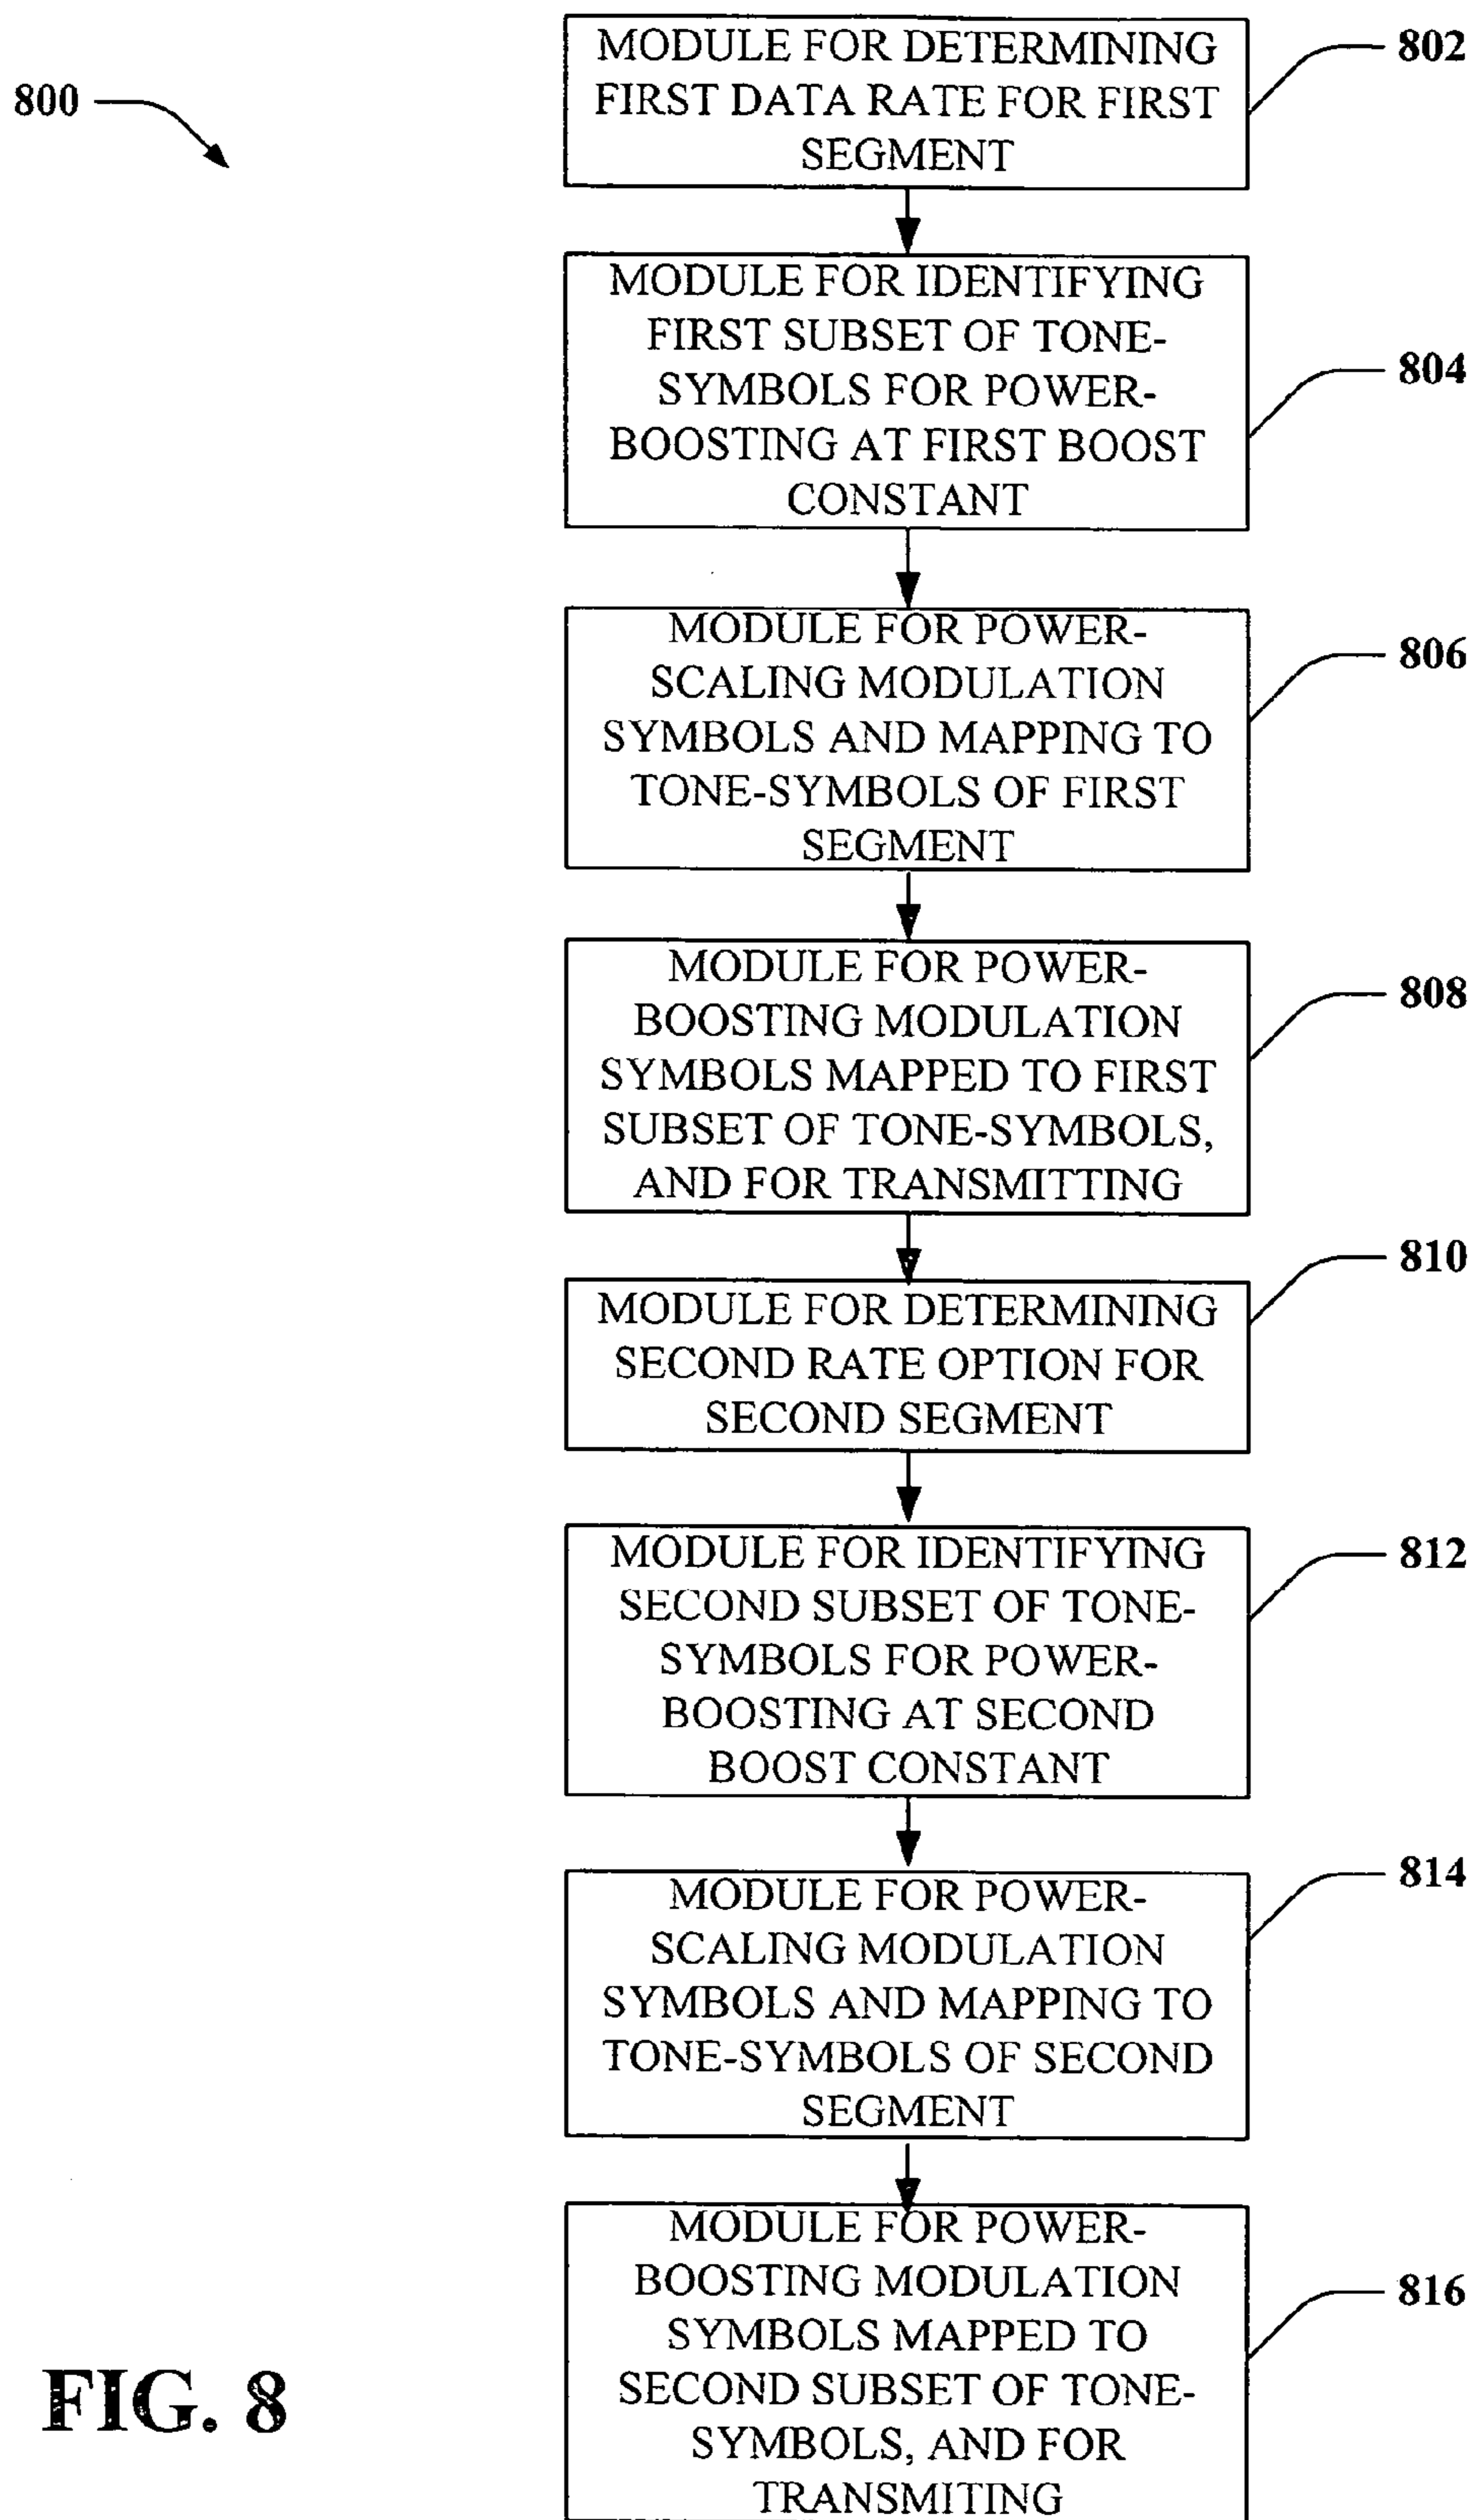 800
MODULE FOR DETERMINING
FIRST DATA RATE FOR FIRST
SEGMENT
802
MODULE FOR IDENTIFYING
FIRST SUBSET OF TONE-
SYMBOLS FOR POWER-
BOOSTING AT FIRST BOOST
CONSTANT
804
MODULE FOR POWER-
SCALING MODULATION
SYMBOLS AND MAPPING TO
TONE-SYMBOLS OF FIRST
SEGMENT
806
MODULE FOR POWER-
BOOSTING MODULATION
SYMBOLS MAPPED TO FIRST
SUBSET OF TONE-SYMBOLS,
AND FOR TRANSMITTING
808
MODULE FOR DETERMINING
SECOND RATE OPTION FOR
SECOND SEGMENT
810
MODULE FOR IDENTIFYING
SECOND SUBSET OF TONE-
SYMBOLS FOR POWER-
BOOSTING AT SECOND
BOOST CONSTANT
812
MODULE FOR POWER-
SCALING MODULATION
SYMBOLS AND MAPPING TO
TONE-SYMBOLS OF SECOND
SEGMENT
814
MODULE FOR POWER-
BOOSTING MODULATION
SYMBOLS MAPPED TO
SECOND SUBSET OF TONE-
SYMBOLS, AND FOR
TRANSMITING
816
FIG. 8